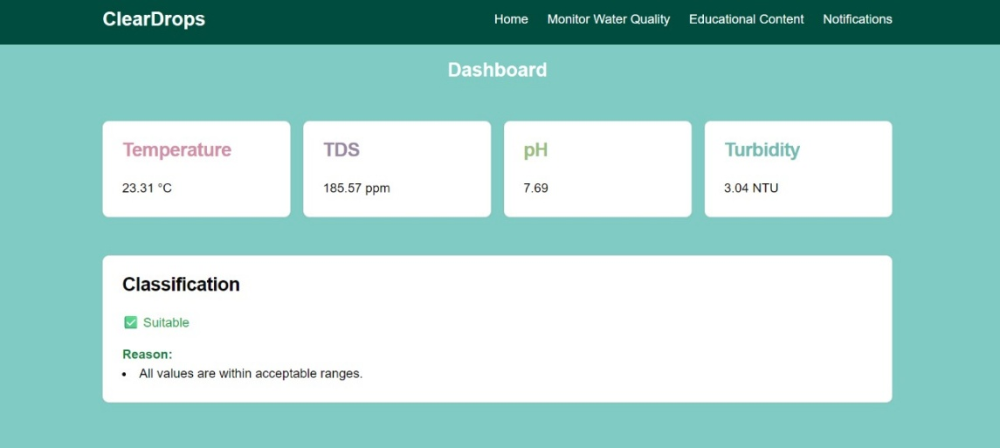 ClearDrops
Home Monitor Water Quality Educational Content Notifications
Dashboard
Temperature
23.31 °C
TDS
185.57 ppm
pH
7.69
Turbidity
3.04 NTU
Classification
✅ Suitable
Reason:
• All values are within acceptable ranges.